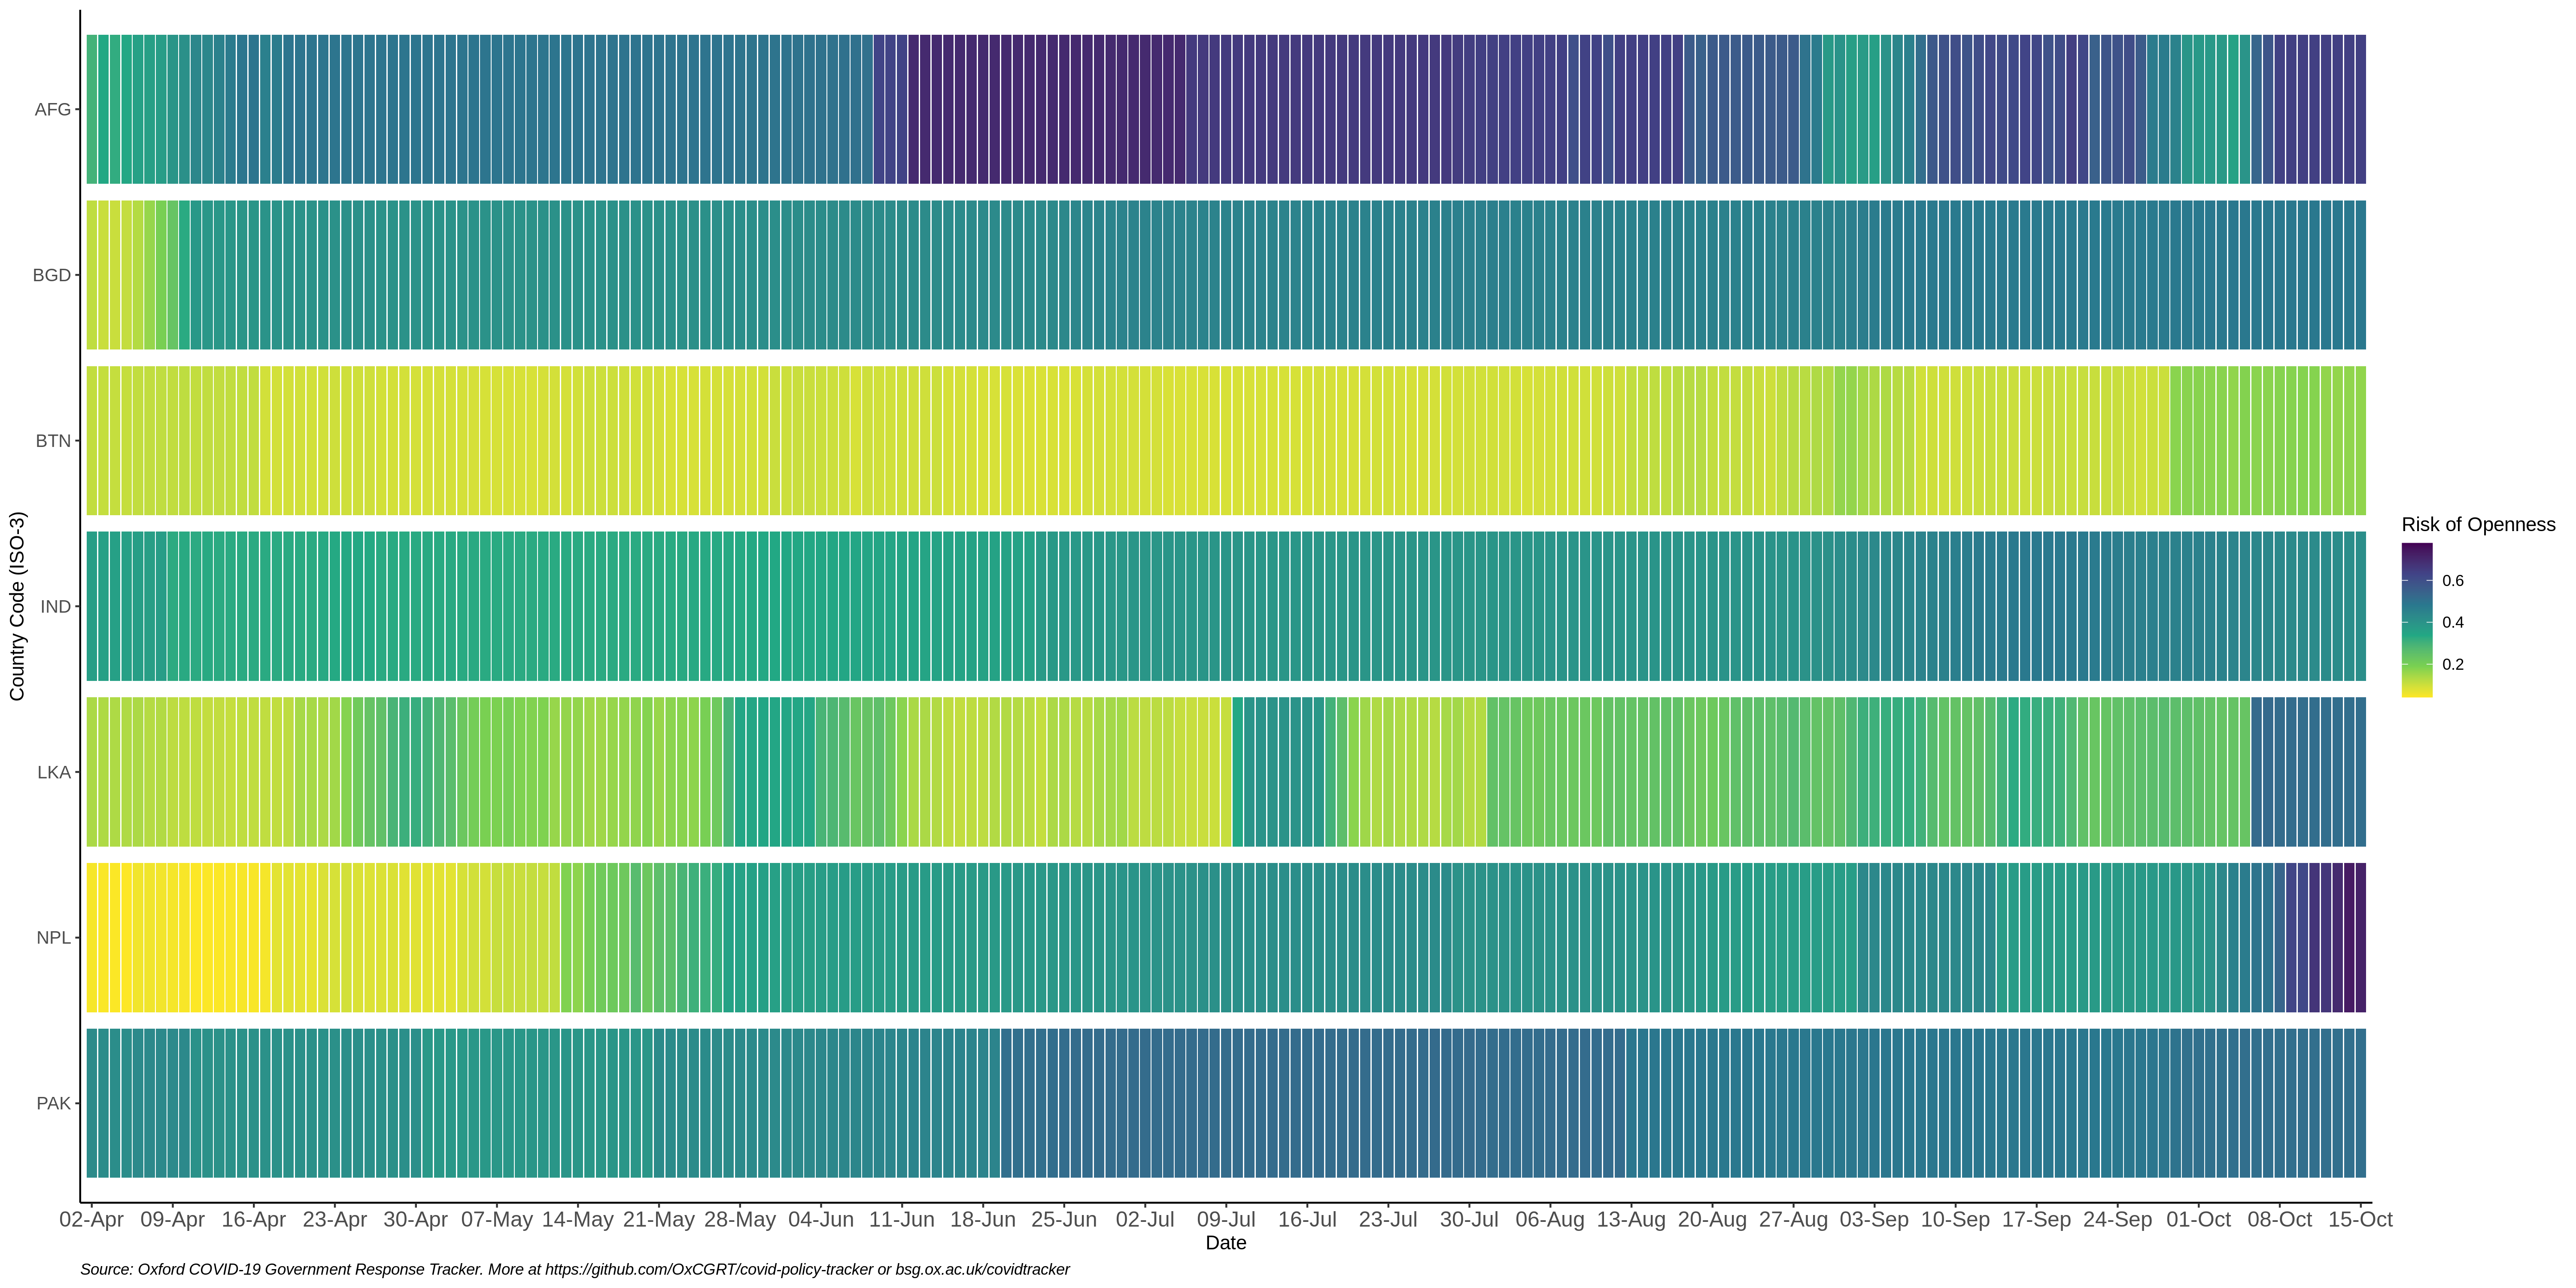 AFG
BGD
BTN
IND
LKA
NPL
PAK
Country Code (ISO-3)
02-Apr 09-Apr 16-Apr 23-Apr 30-Apr 07-May 14-May 21-May 28-May 04-Jun 11-Jun 18-Jun 25-Jun 02-Jul 09-Jul 16-Jul 23-Jul 30-Jul 06-Aug 13-Aug 20-Aug 27-Aug 03-Sep 10-Sep 17-Sep 24-Sep 01-Oct 08-Oct 15-Oct
Date
Risk of Openness
0.6
0.4
0.2
Source: Oxford COVID-19 Government Response Tracker. More at https://github.com/OxCGRT/covid-policy-tracker or bsg.ox.ac.uk/covidtracker